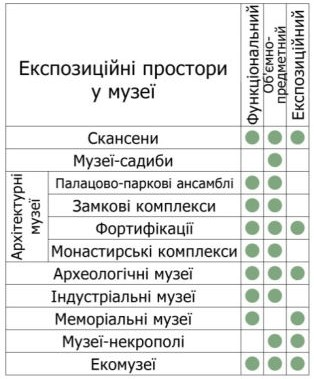 Експозиційні простори
у музеї
Функціональний
Об'ємно-
предметний
Експозиційний
Скансени
Музеї-садиби
Архітектурні
музеї
Палацово-паркові ансамблі
Замкові комплекси
Фортифікації
Монастирські комплекси
Археологічні музеї
Індустріальні музеї
Меморіальні музеї
Музеї-некрополі
Екомузеї